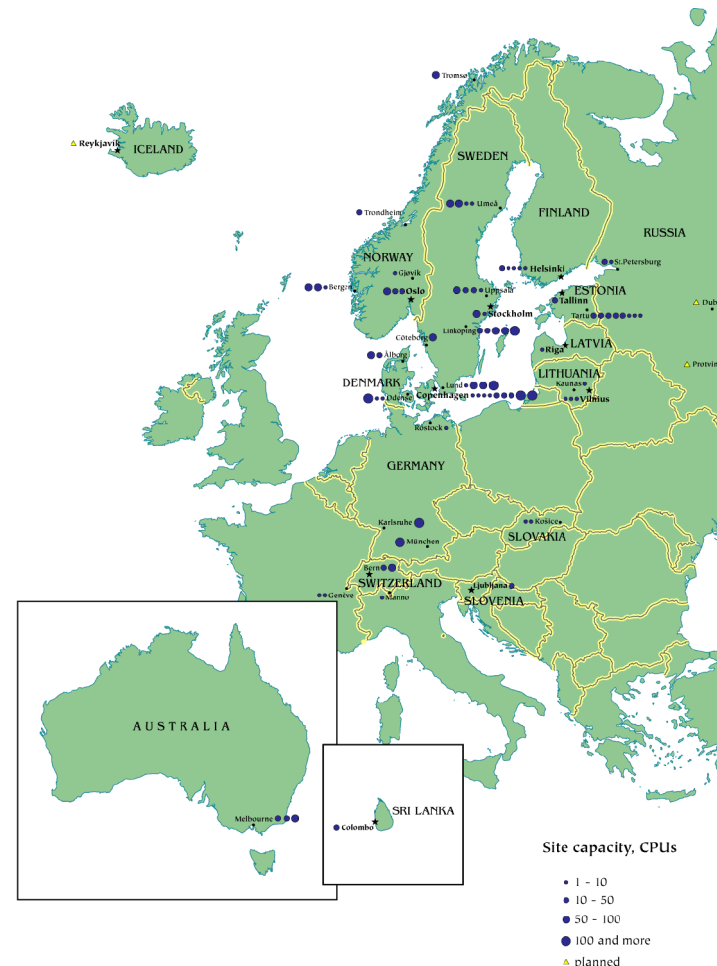 Tromsø
Reykjavik
ICELAND
SWEDEN
Umeå
Trondheim
FINLAND
RUSSIA
NORWAY
Gjøvik
Helsinki
St.Petersburg
Bergen
Oslo
Uppsala
ESTONIA
Tallinn
Dub
Stockholm
Tartu
Göteborg
Linköping
LATVIA
Riga
Ålborg
Protvin
LITHUANIA
DENMARK
Lund
Kaunas
Odense
Copenhagen
Vilnius
Rostock
GERMANY
Karlsruhe
Košice
München
SLOVAKIA
Bern
SWITZERLAND
Ljubljana
Genève
Manno
SLOVENIA
AUSTRALIA
SRI LANKA
Melbourne
Colombo
Site capacity, CPUs
1 - 10
10 - 50
50 - 100
100 and more
planned